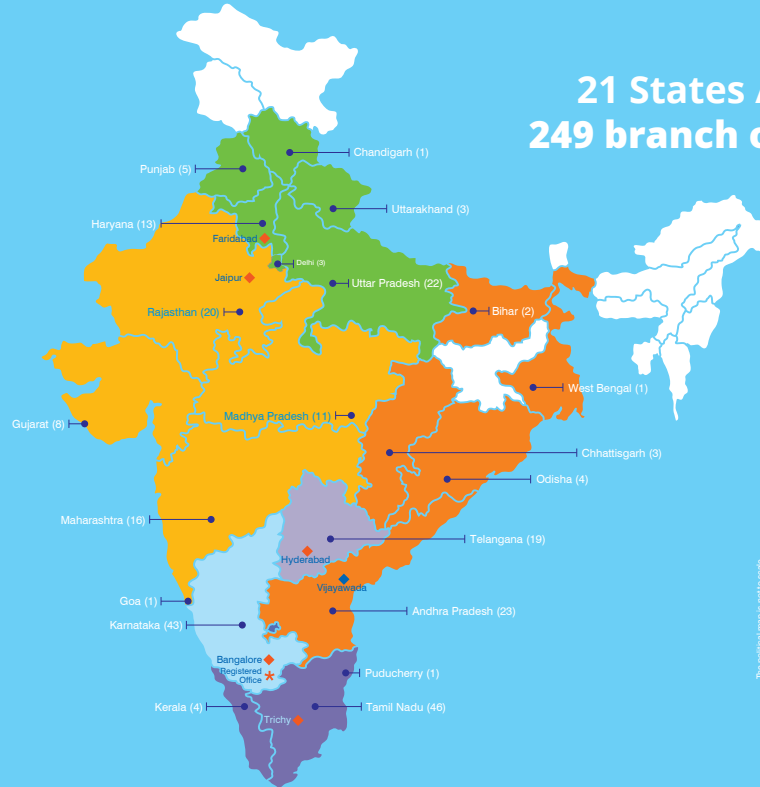 21 States
249 branch
Chandigarh (1)
Punjab (5)
Uttarakhand (3)
Haryana (13)
Faridabad
Delhi (3)
Jaipur
Uttar Pradesh (22)
Rajasthan (20)
Bihar (2)
West Bengal (1)
Madhya Pradesh (11)
Gujarat (8)
Chhattisgarh (3)
Odisha (4)
Maharashtra (16)
Telangana (19)
Hyderabad
Vijayawada
Goa (1)
Andhra Pradesh (23)
Karnataka (43)
Bangalore
Registered
Office
Puducherry (1)
Kerala (4)
Tamil Nadu (46)
Trichy